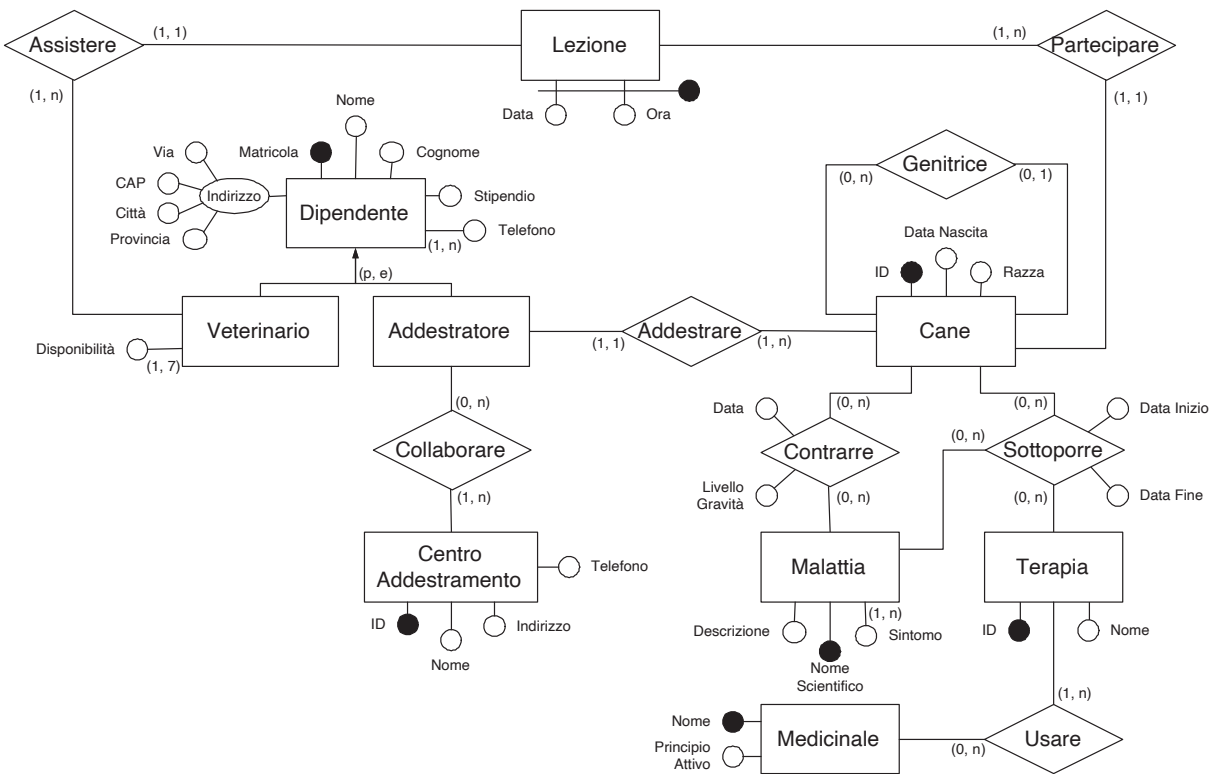 Assistere
(1, 1)
Lezione
(1, n)
Partecipare
(1, n)
(1, 1)
Data
Ora
Nome
Matricola
Cognome
Via
CAP
Città
Provincia
Indirizzo
Dipendente
Stipendio
Telefono
(1, n)
(p, e)
Genitrice
(0, n)
(0, 1)
Data Nascita
ID
Razza
Veterinario
Disponibilità
(1, 7)
Addestratore
(1, 1)
Addestrare
(1, n)
Cane
(0, n)
Collaborare
(1, n)
Centro
Addestramento
Telefono
ID
Nome
Indirizzo
(0, n)
(0, n)
Data
Contrarre
Livello
Gravità
(0, n)
(0, n)
Sottoporre
Data Inizio
Data Fine
(0, n)
Malattia
(1, n)
Descrizione
Nome
Scientifico
Sintomo
Terapia
ID
Nome
(1, n)
Nome
Principio
Attivo
Medicinale
(0, n)
Usare